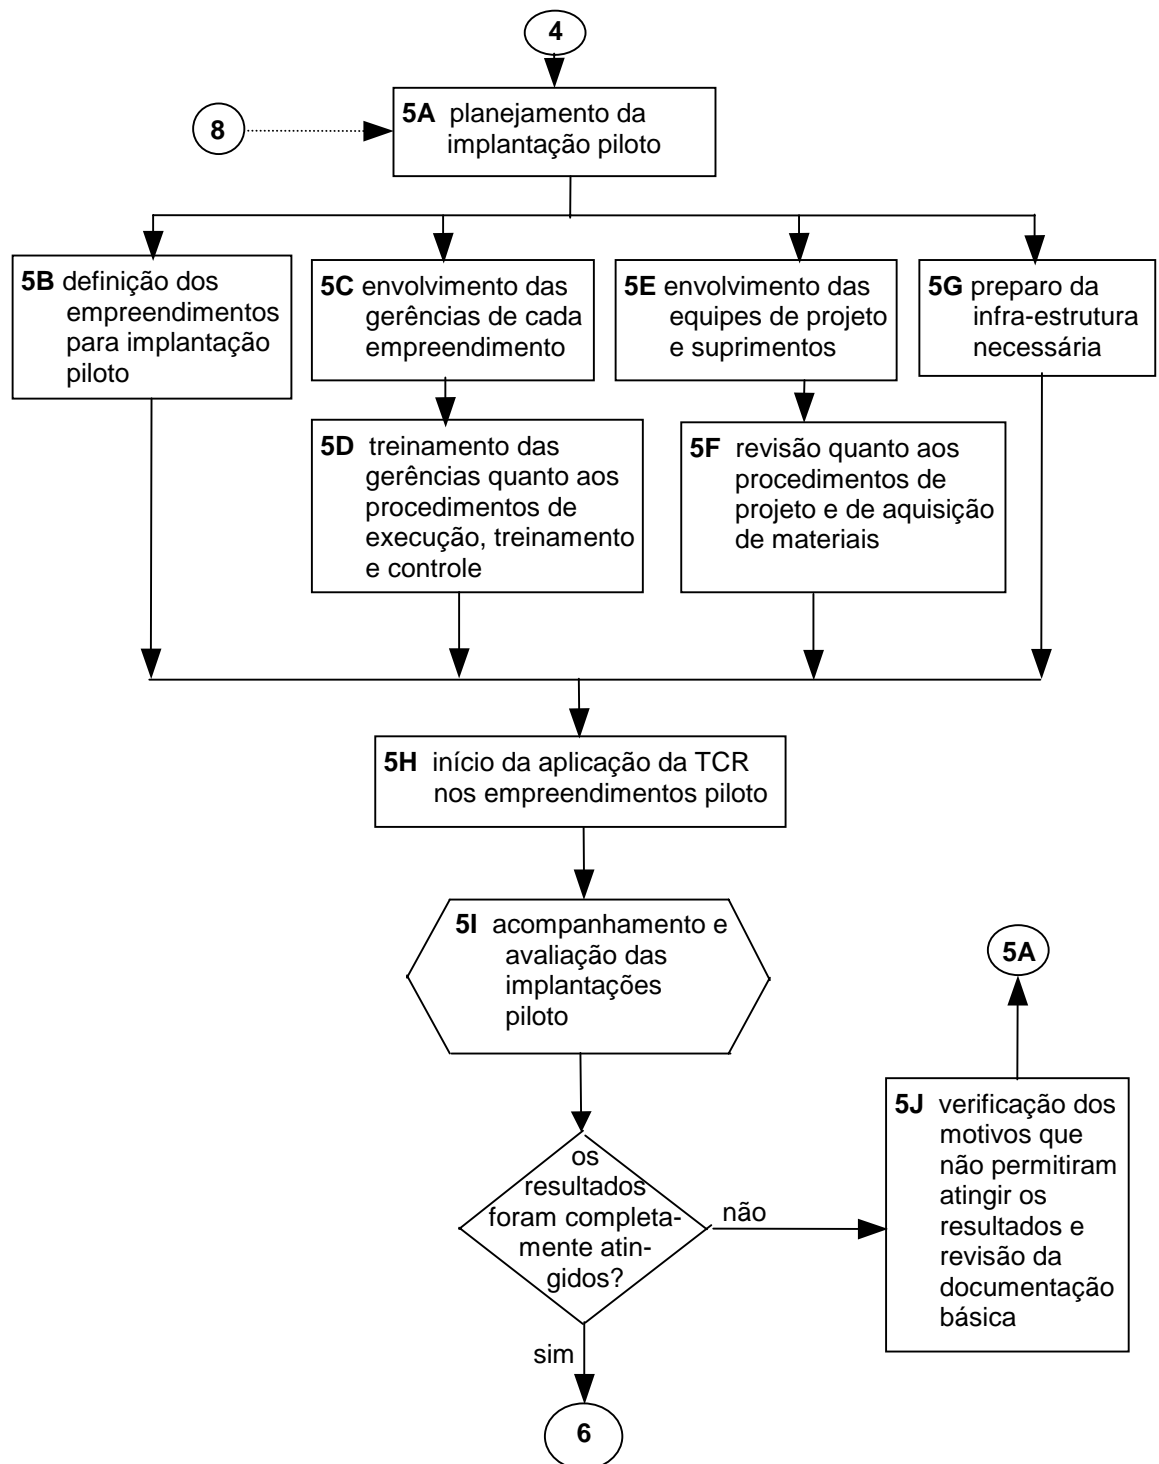 4
8
5A planejamento da
implantação piloto
5B definição dos
empreendimentos
para implantação
piloto
5C envolvimento das
gerências de cada
empreendimento
5E envolvimento das
equipes de projeto
e suprimentos
5G preparo da
infra-estrutura
necessária
5D treinamento das
gerências quanto aos
procedimentos de
execução, treinamento
e controle
5F revisão quanto aos
procedimentos de
projeto e de aquisição
de materiais
5H início da aplicação da TCR
nos empreendimentos piloto
5I acompanhamento e
avaliação das
implantações
piloto
5A
5J verificação dos
motivos que
não permitiram
atingir os
resultados e
revisão da
documentação
básica
os
resultados
foram completa-
mente atin-
gidos?
não
sim
6